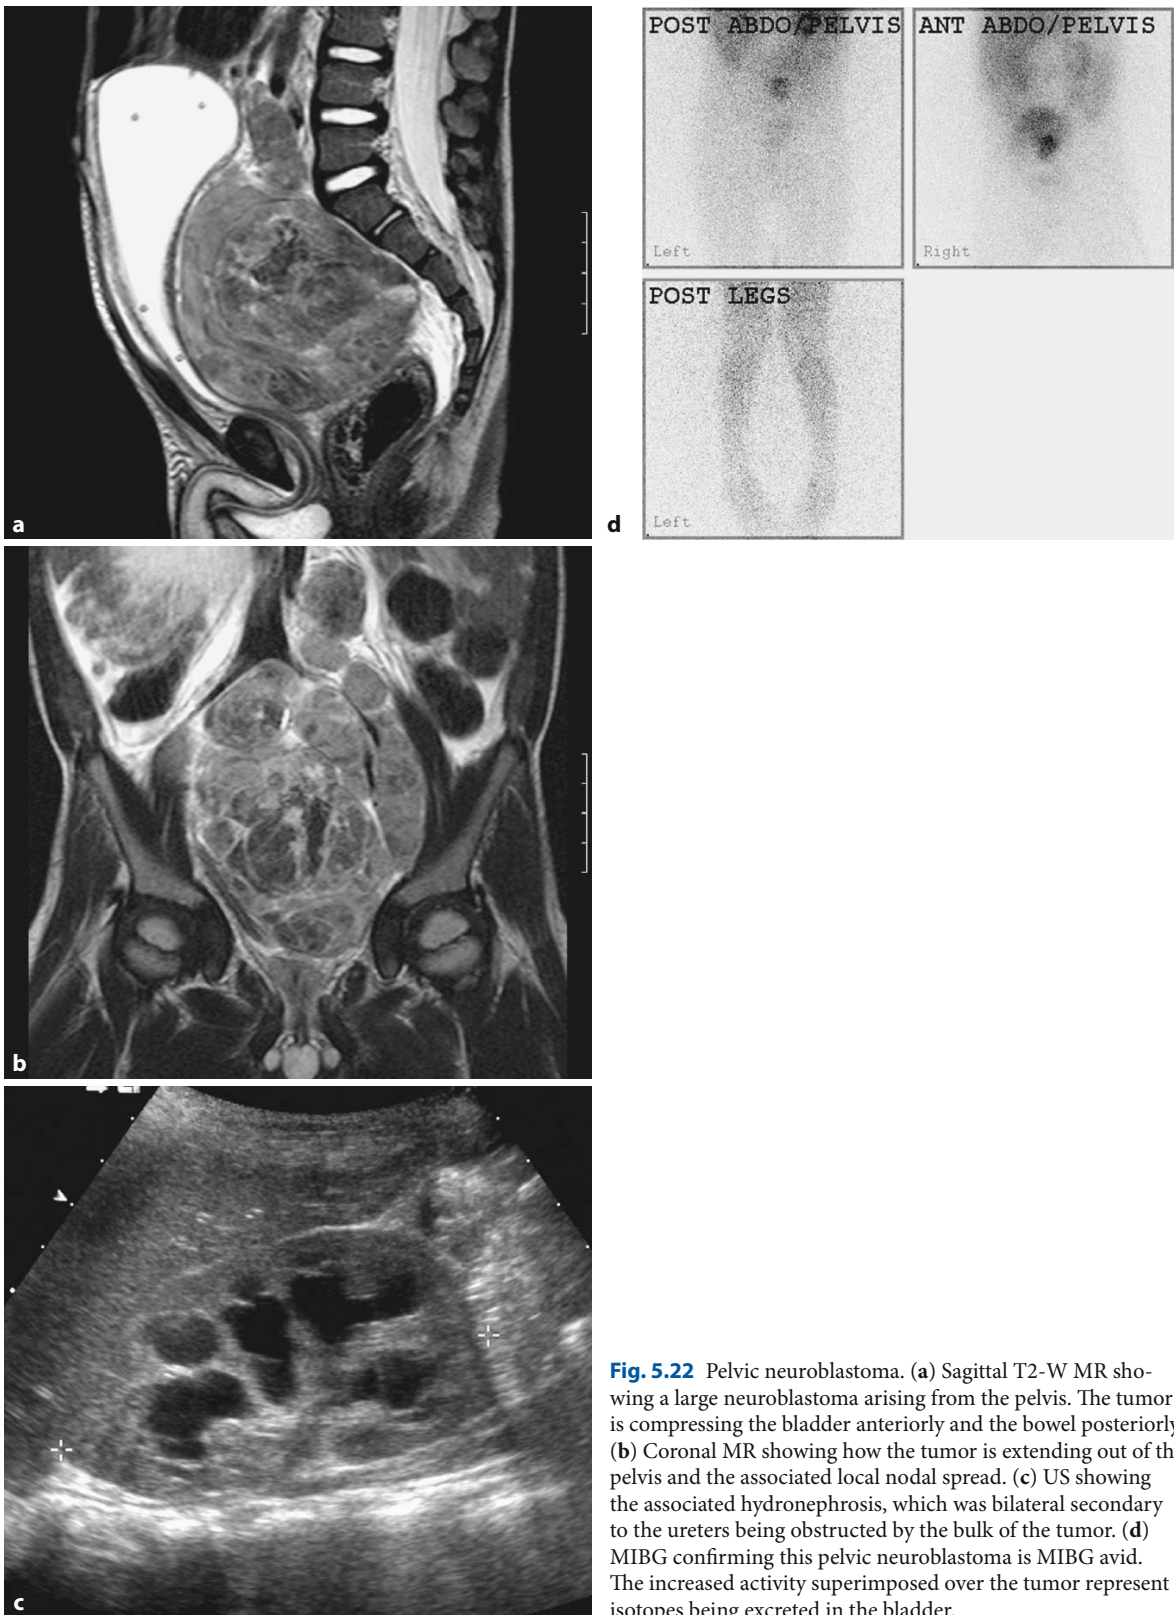 POST ABDO/PELVIS
ANT ABDO/PELVIS
Left
Right
POST LEGS
Left
a
d
b
c
Fig. 5.22 Pelvic neuroblastoma. (a) Sagittal T2-W MR sho-
wing a large neuroblastoma arising from the pelvis. The tumor
is compressing the bladder anteriorly and the bowel posteriorly
(b) Coronal MR showing how the tumor is extending out of th
pelvis and the associated local nodal spread. (c) US showing
the associated hydronephrosis, which was bilateral secondary
to the ureters being obstructed by the bulk of the tumor. (d)
MIBG confirming this pelvic neuroblastoma is MIBG avid.
The increased activity superimposed over the tumor represent
isotopes being excreted in the bladder.